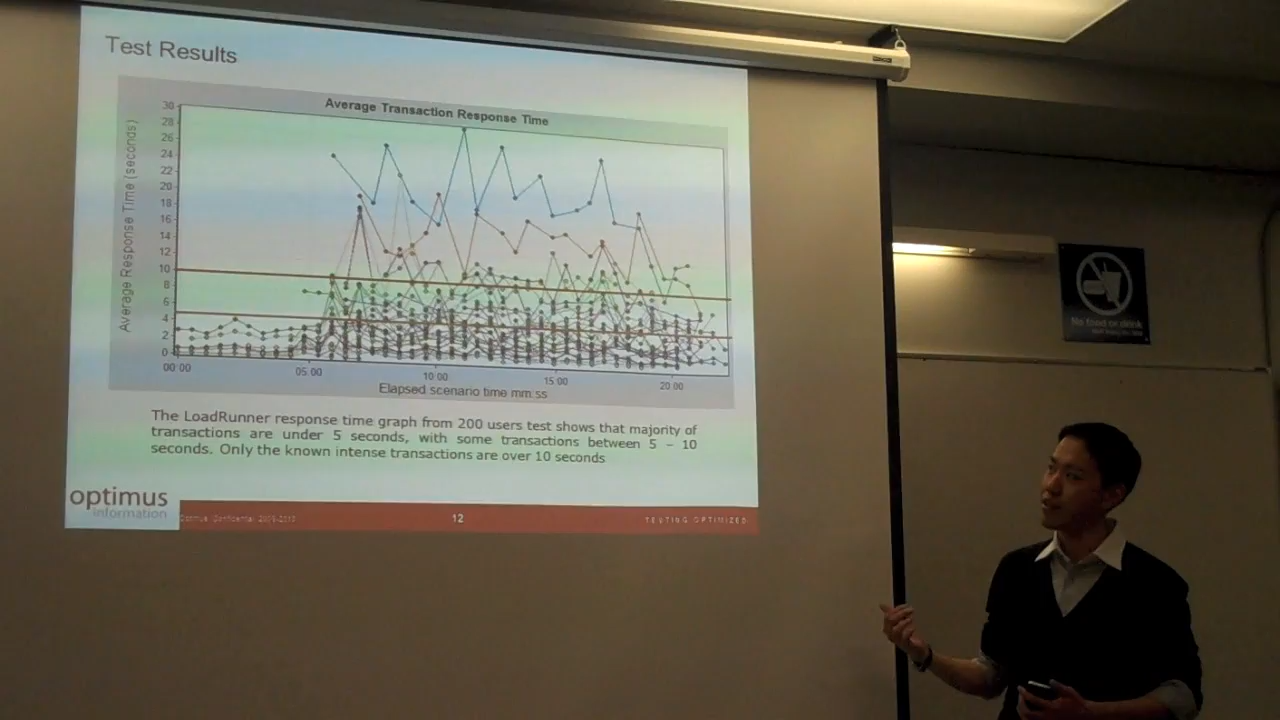 Test Results
Average Transaction Response Time
Average Response Time (seconds)
30
28
26
24
22
20
18
16
14
12
10
8
6
4
2
0
00:00
05:00
10:00
15:00
20:00
Elapsed scenario time mm:ss
The LoadRunner response time graph from 200 users test shows that majority of
transactions are under 5 seconds, with some transactions between 5 – 10
seconds. Only the known intense transactions are over 10 seconds
optimus
information
Optimus Confidential
12
TESTING OPTIMIZED
No food or drink